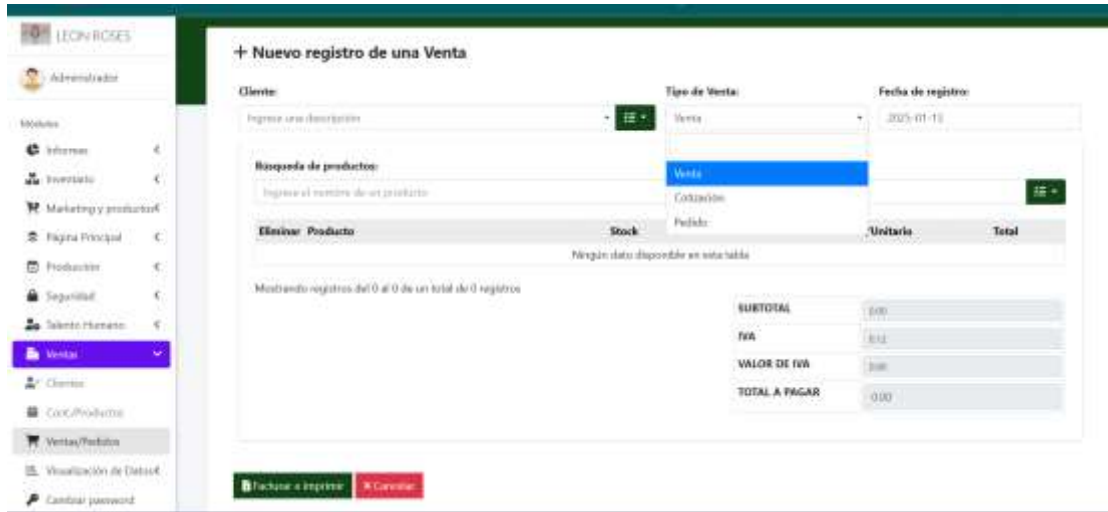 LEON ROSES
Administrador
Módulos
Informes
Inventario
Marketing y productos
Página Principal
Producción
Seguridad
Talento Humano
Ventas
Clientes
Cont./Productos
Ventas/Pedidos
Visualización de Datos
Cambiar password
+ Nuevo registro de una Venta
Cliente:
Ingrese una descripción
Tipo de Venta:
Venta
Venta
Cotización
Pedido
Fecha de registro:
Búsqueda de productos:
Ingrese el nombre de un producto
Eliminar Producto Stock /Unitario Total
Ningún dato disponible en esta tabla
Mostrando registros del 0 al 0 de un total de 0 registros
SUBTOTAL 0.00
IVA 0.12
VALOR DE IVA 0.00
TOTAL A PAGAR 0.00
Facturar e imprimir
Cancelar